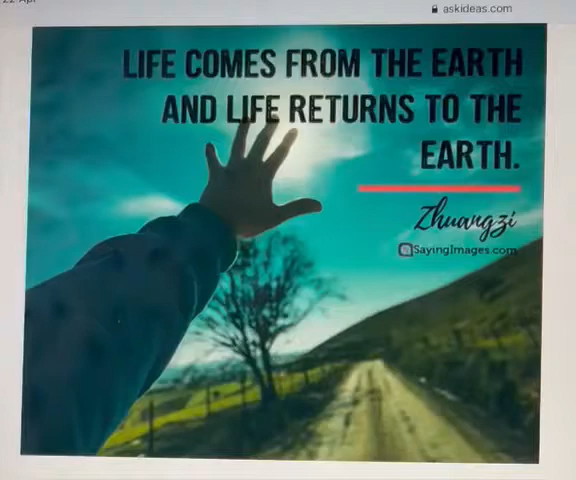 askideas.com
LIFE COMES FROM THE EARTH
AND LIFE RETURNS TO THE
EARTH.
Zhuangzi
SayingImages.com